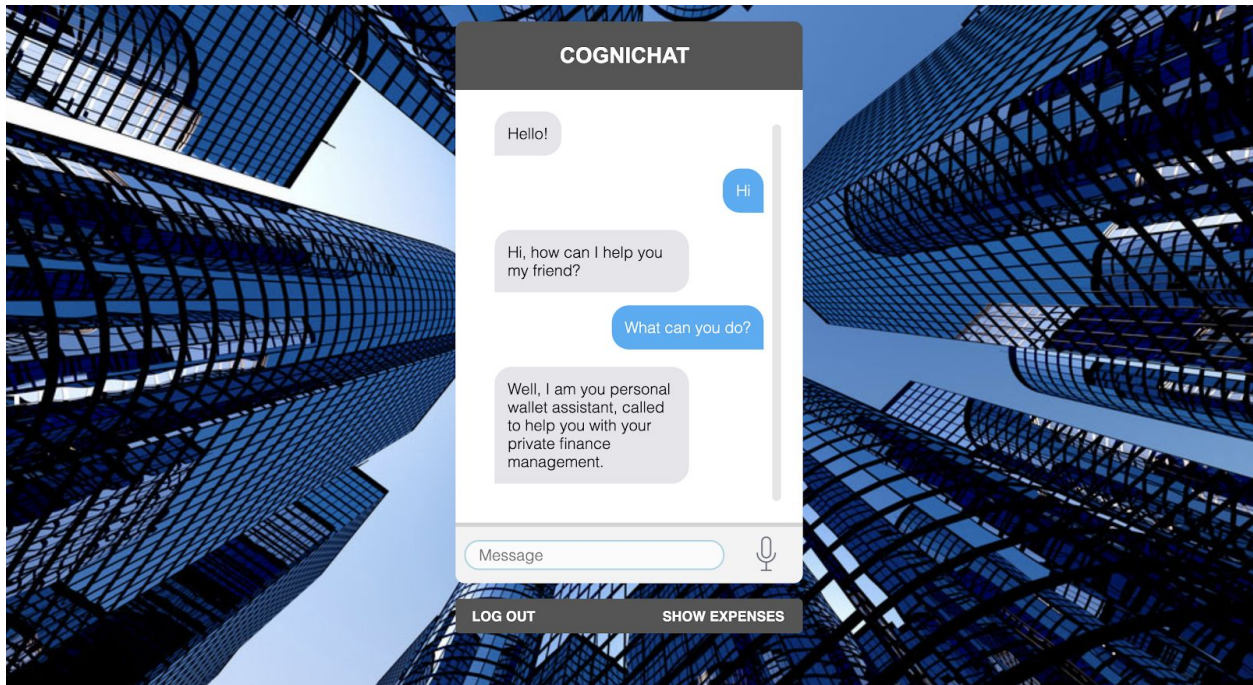 COGNICHAT
Hello!
Hi
Hi, how can I help you
my friend?
What can you do?
Well, I am you personal
wallet assistant, called
to help you with your
private finance
management.
Message
LOG OUT
SHOW EXPENSES